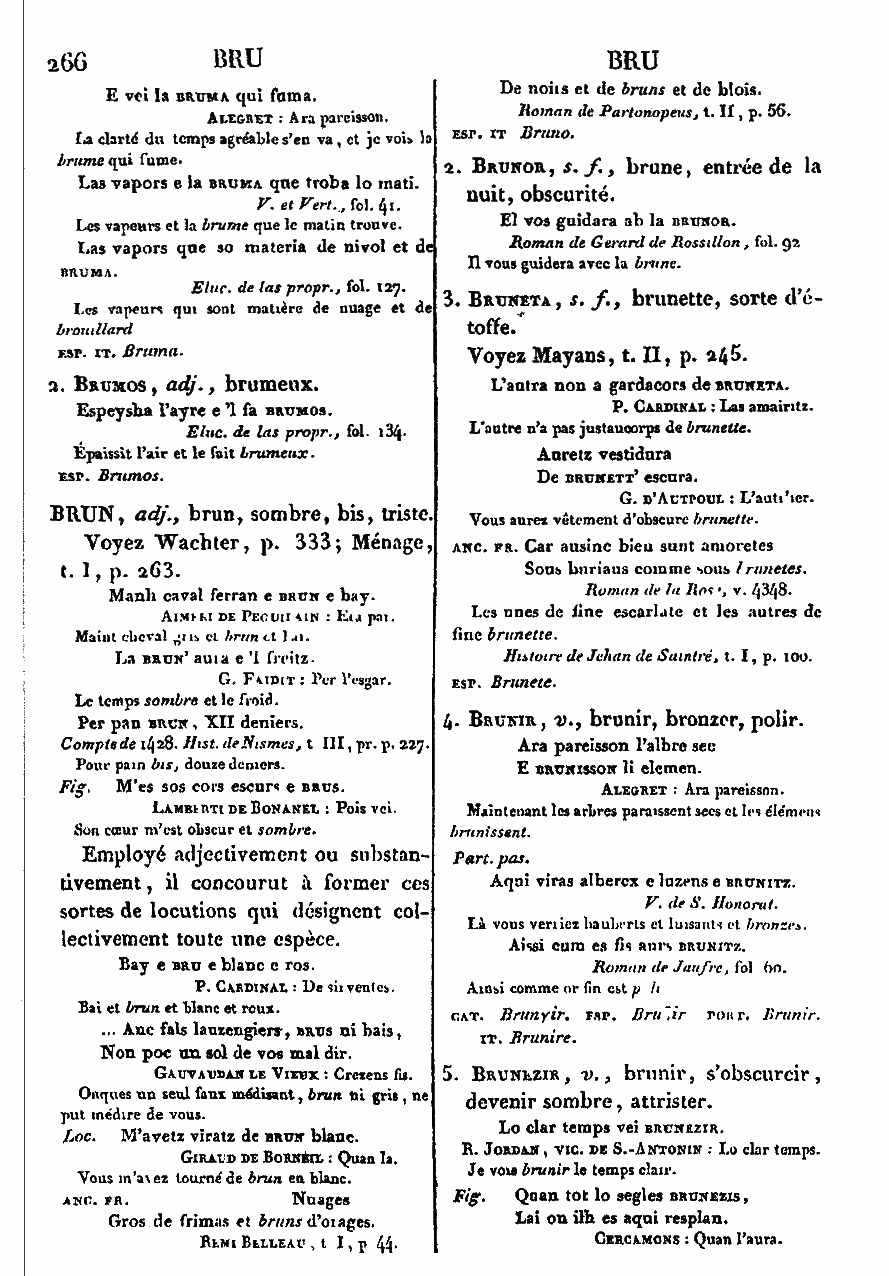 266 BRU
E vei la BRUMA qui fuma.
ALEGRET : Ara pareisson.
La clarté du temps agréable s'en va, et je vois la
brume qui fume.
Las vapors e la BRUMA que troba lo mati.
V. et Vert., fol. 41.
Les vapeurs et la brume que le matin trouve.
Las vapors que so materia de nivol et de
BRUMA.
Eluc. de las propr., fol. 127.
Les vapeurs qui sont matière de nuage et de
brouillard
ESP. IT. Bruma.
2. BRUMOS, adj., brumeux.
Espeysha l'ayre e 'l fa BRUMOS.
Eluc. de las propr., fol. 134.
Épaissit l'air et le fait brumeux.
ESP. Brumos.
BRUN, adj., brun, sombre, bis, triste.
Voyez Wachter, p. 333; Ménage,
t. I, p. 263.
Manh caval ferran e BRUN e bay.
AIMERI DE PEGUILAIN : Era par.
Maint cheval gris et brun et bai.
La BRUN' aura e 'l freitz.
G. FAIDIT : Per l'esgar.
Le temps sombre et le froid.
Per pan BRUN, XII deniers.
Compte de 1428. Hist. de Nismes, t III, pr. p. 227.
Pour pain bis, douze deniers.
Fig. M'es sos cors escurs e BRUS.
LAMBERTI DE BONANEL : Pois vei.
Son cœur m'est obscur et sombre.
Employé adjectivement ou substan-
tivement, il concourut à former ces
sortes de locutions qui désignent col-
lectivement toute une espèce.
Bay e BRU e blanc e ros.
P. CARDINAL : De sirventes.
Bai et brun et blanc et roux.
... Anc fals lauzengiers, BRUS ni bais,
Non poc un sol de vos mal dir.
GAUVAUDAN LE VIEUX : Crezens fis.
Onques un seul faux médisant, brun ni gris, ne
put médire de vous.
Loc. M'avetz viratz de BRUN blanc.
GIRAUD DE BORNEIL : Quan la.
Vous m'avez tourné de brun en blanc.
ANC. FR. Nuages
Gros de frimas et bruns d'orages.
REMI BELLEAU, t I, p 44.
BRU
De noirs et de bruns et de blois.
Roman de Partonopeus, t. II, p. 56.
ESP. IT Bruno.
2. BRUNOR, s. f., brune, entrée de la
nuit, obscurité.
El vos guidara ab la BRUNOR.
Roman de Gerard de Rossillon, fol. 92
Il vous guidera avec la brune.
3. BRUNETA, s. f., brunette, sorte d'é-
toffe.
Voyez Mayans, t. II, p. 245.
L'autra non a gardacors de BRUNETA.
P. CARDINAL : Las amairitz.
L'autre n'a pas justaucorps de brunette.
Auretz vestidura
De BRUNETT' escura.
G. D'AUTPOUL : L'autr'ier.
Vous aurez vêtement d'obscure brunette.
ANC. FR. Car ausinc bien sunt amoretes
Sous buriaus comme sous brunetes.
Roman de la Rose, v. 4348.
Les unes de fine escarlate et les autres de
fine brunette.
Histoire de Jehan de Saintré, t. I, p. 100.
ESP. Brunete.
4. BRUNIR, v., brunir, bronzer, polir.
Ara pareisson l'albre sec
E BRUNISSON li elemen.
ALEGRET : Ara pareisson.
Maintenant les arbres paraissent secs et les élémens
brunissent.
Part. pas.
Aqui viras albercx e luzens e BRUNITZ.
V. de S. Honorat.
Là vous verriez hauberts et luisants et bronzes.
Aissi cum es fis aurs BRUNITZ.
Roman de Jaufre, fol 60.
Ainsi comme or fin est
CAT. Brunyir. ESP. Bruñir PORT. Brunir.
IT. Brunire.
5. BRUNEZIR, v., brunir, s'obscurcir,
devenir sombre, attrister.
Lo clar temps vei BRUNEZIR.
R. JORDAN, VIC. DE S.-ANTONIN : Lo clar temps.
Je vois brunir le temps clair.
Fig. Quan tot lo segles BRUNEZIS,
Lai on ilh es aqui resplan.
CERCAMONS : Quan l'aura.